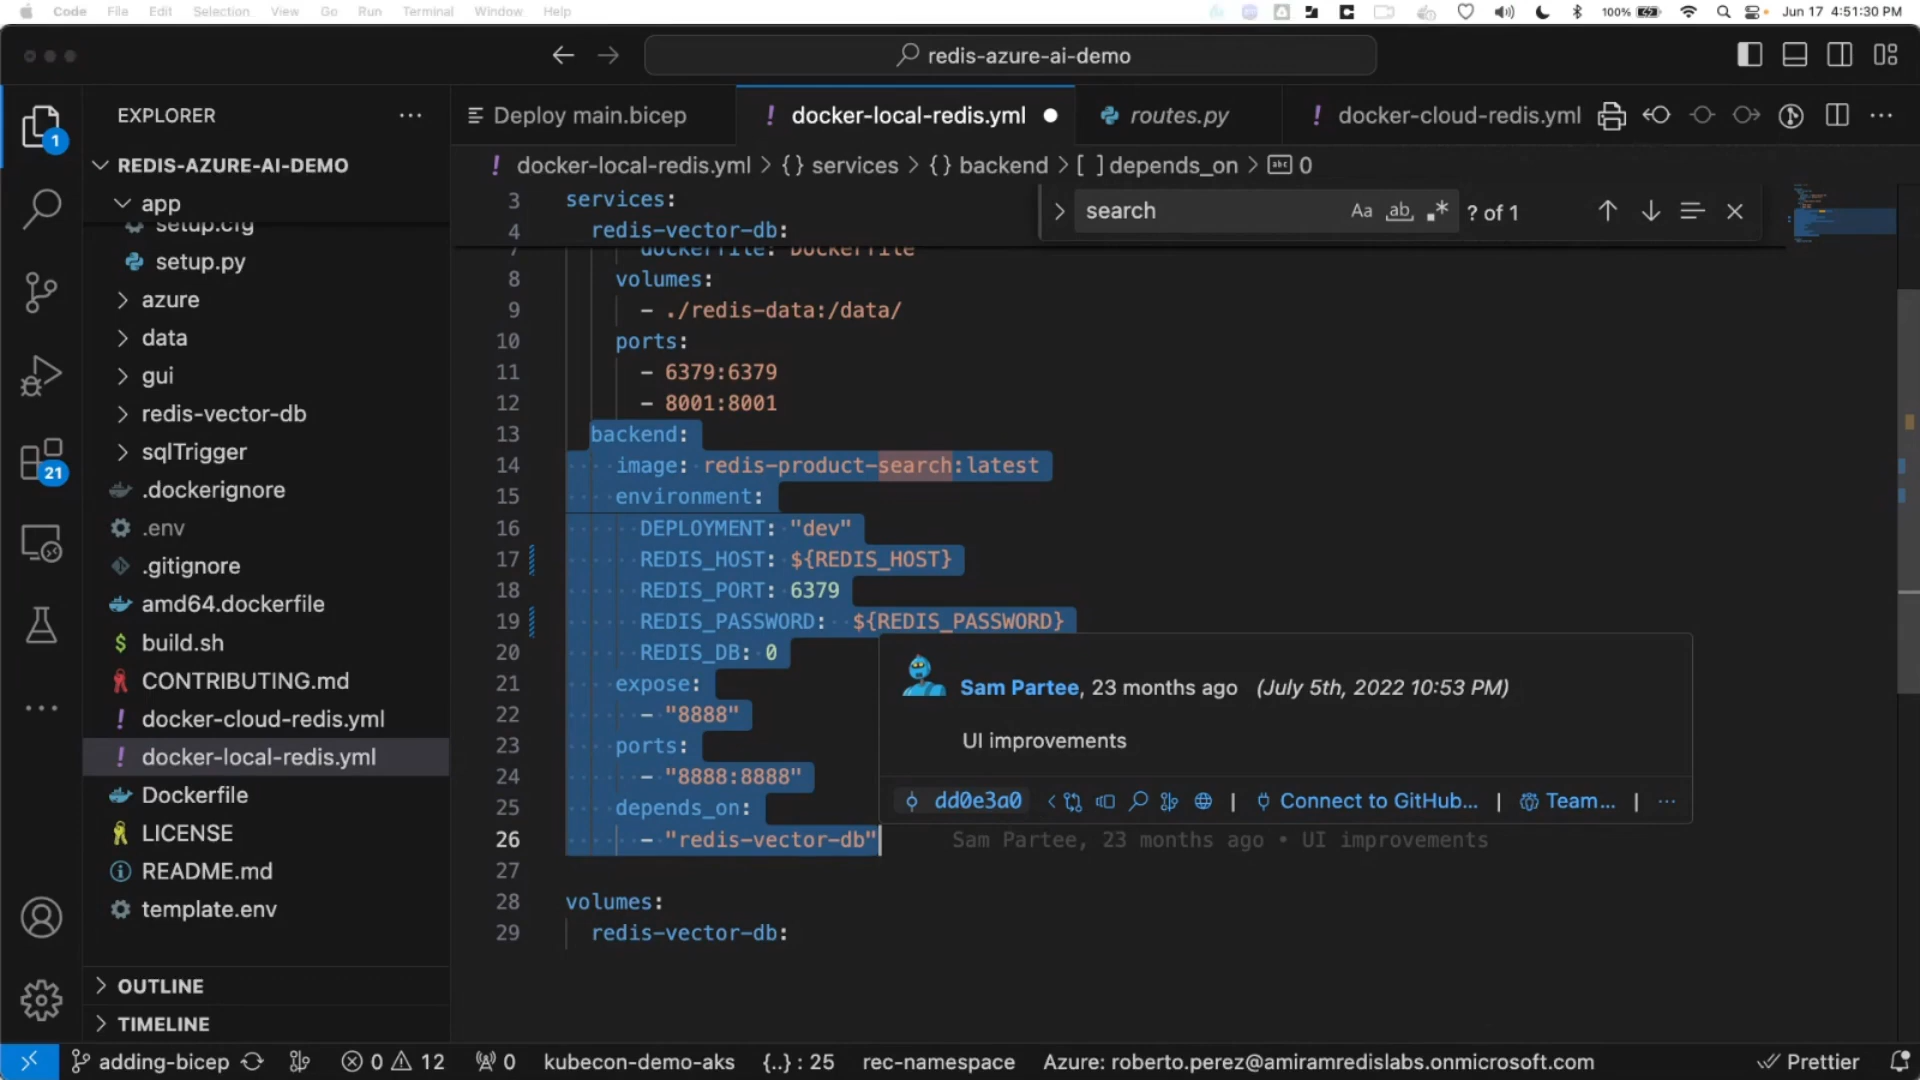 Code File Edit Selection View Go Run Terminal Window Help 100% Jun 17 4:51:30 PM
redis-azure-ai-demo
EXPLORER
Deploy main.bicep
docker-local-redis.yml
routes.py
docker-cloud-redis.yml
docker-local-redis.yml > {} services > {} backend > [ ] depends_on > abc 0
REDIS-AZURE-AI-DEMO
app
setup.cfg
setup.py
azure
data
gui
redis-vector-db
sqlTrigger
.dockerignore
.env
.gitignore
amd64.dockerfile
$ build.sh
CONTRIBUTING.md
! docker-cloud-redis.yml
! docker-local-redis.yml
Dockerfile
LICENSE
README.md
template.env
OUTLINE
TIMELINE
1
21
search Aa ab .* ? of 1
3 services:
4 redis-vector-db:
7 dockerfile: Dockerfile
8 volumes:
9 - ./redis-data:/data/
10 ports:
11 - 6379:6379
12 - 8001:8001
13 backend:
14 image: redis-product-search:latest
15 environment:
16 DEPLOYMENT: "dev"
17 REDIS_HOST: ${REDIS_HOST}
18 REDIS_PORT: 6379
19 REDIS_PASSWORD: ${REDIS_PASSWORD}
20 REDIS_DB: 0
21 expose:
22 - "8888"
23 ports:
24 - "8888:8888"
25 depends_on:
26 - "redis-vector-db" Sam Partee, 23 months ago • UI improvements
27
28 volumes:
29 redis-vector-db:
Sam Partee, 23 months ago (July 5th, 2022 10:53 PM)
UI improvements
dd0e3a0 | Connect to GitHub... | Team... | ...
adding-bicep 0 12 0 kubecon-demo-aks {..} : 25 rec-namespace Azure: roberto.perez@amiramredislabs.onmicrosoft.com Prettier